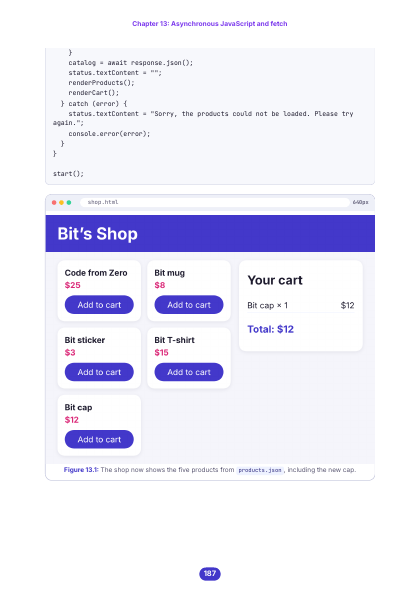 Chapter 13: Asynchronous JavaScript and fetch
}
catalog = await response.json();
status.textContent = "";
renderProducts();
renderCart();
} catch (error) {
status.textContent = "Sorry, the products could not be loaded. Please try
again.";
console.error(error);
}
}
start();
shop.html
640px
Bit's Shop
Code from Zero
$25
Add to cart
Bit mug
$8
Add to cart
Bit sticker
$3
Add to cart
Bit T-shirt
$15
Add to cart
Bit cap
$12
Add to cart
Your cart
Bit cap × 1 $12
Total: $12
Figure 13.1: The shop now shows the five products from products.json, including the new cap.
187